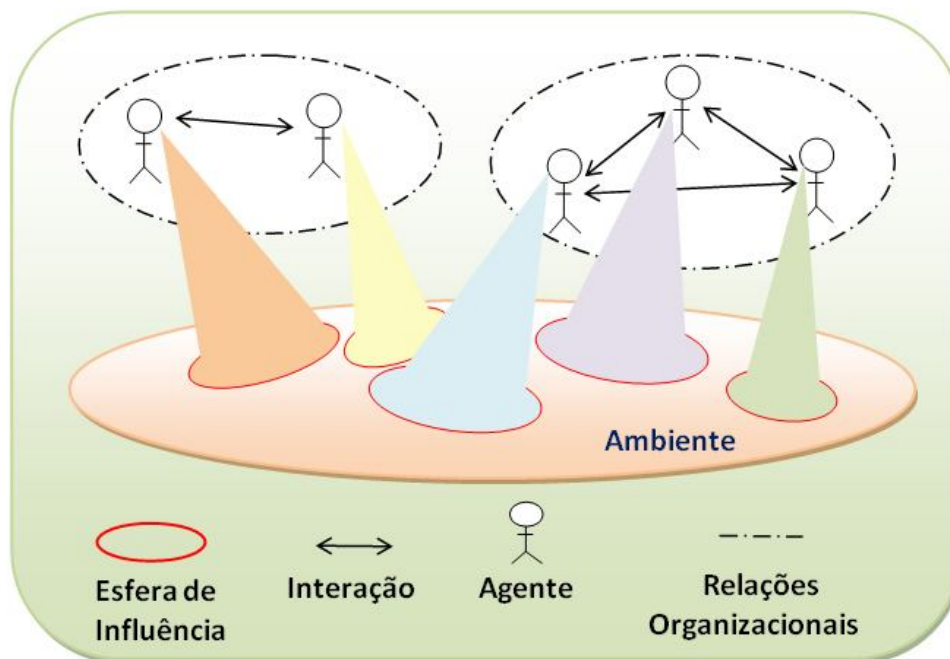 Ambiente
Esfera de
Influência
Interação
Agente
Relações
Organizacionais